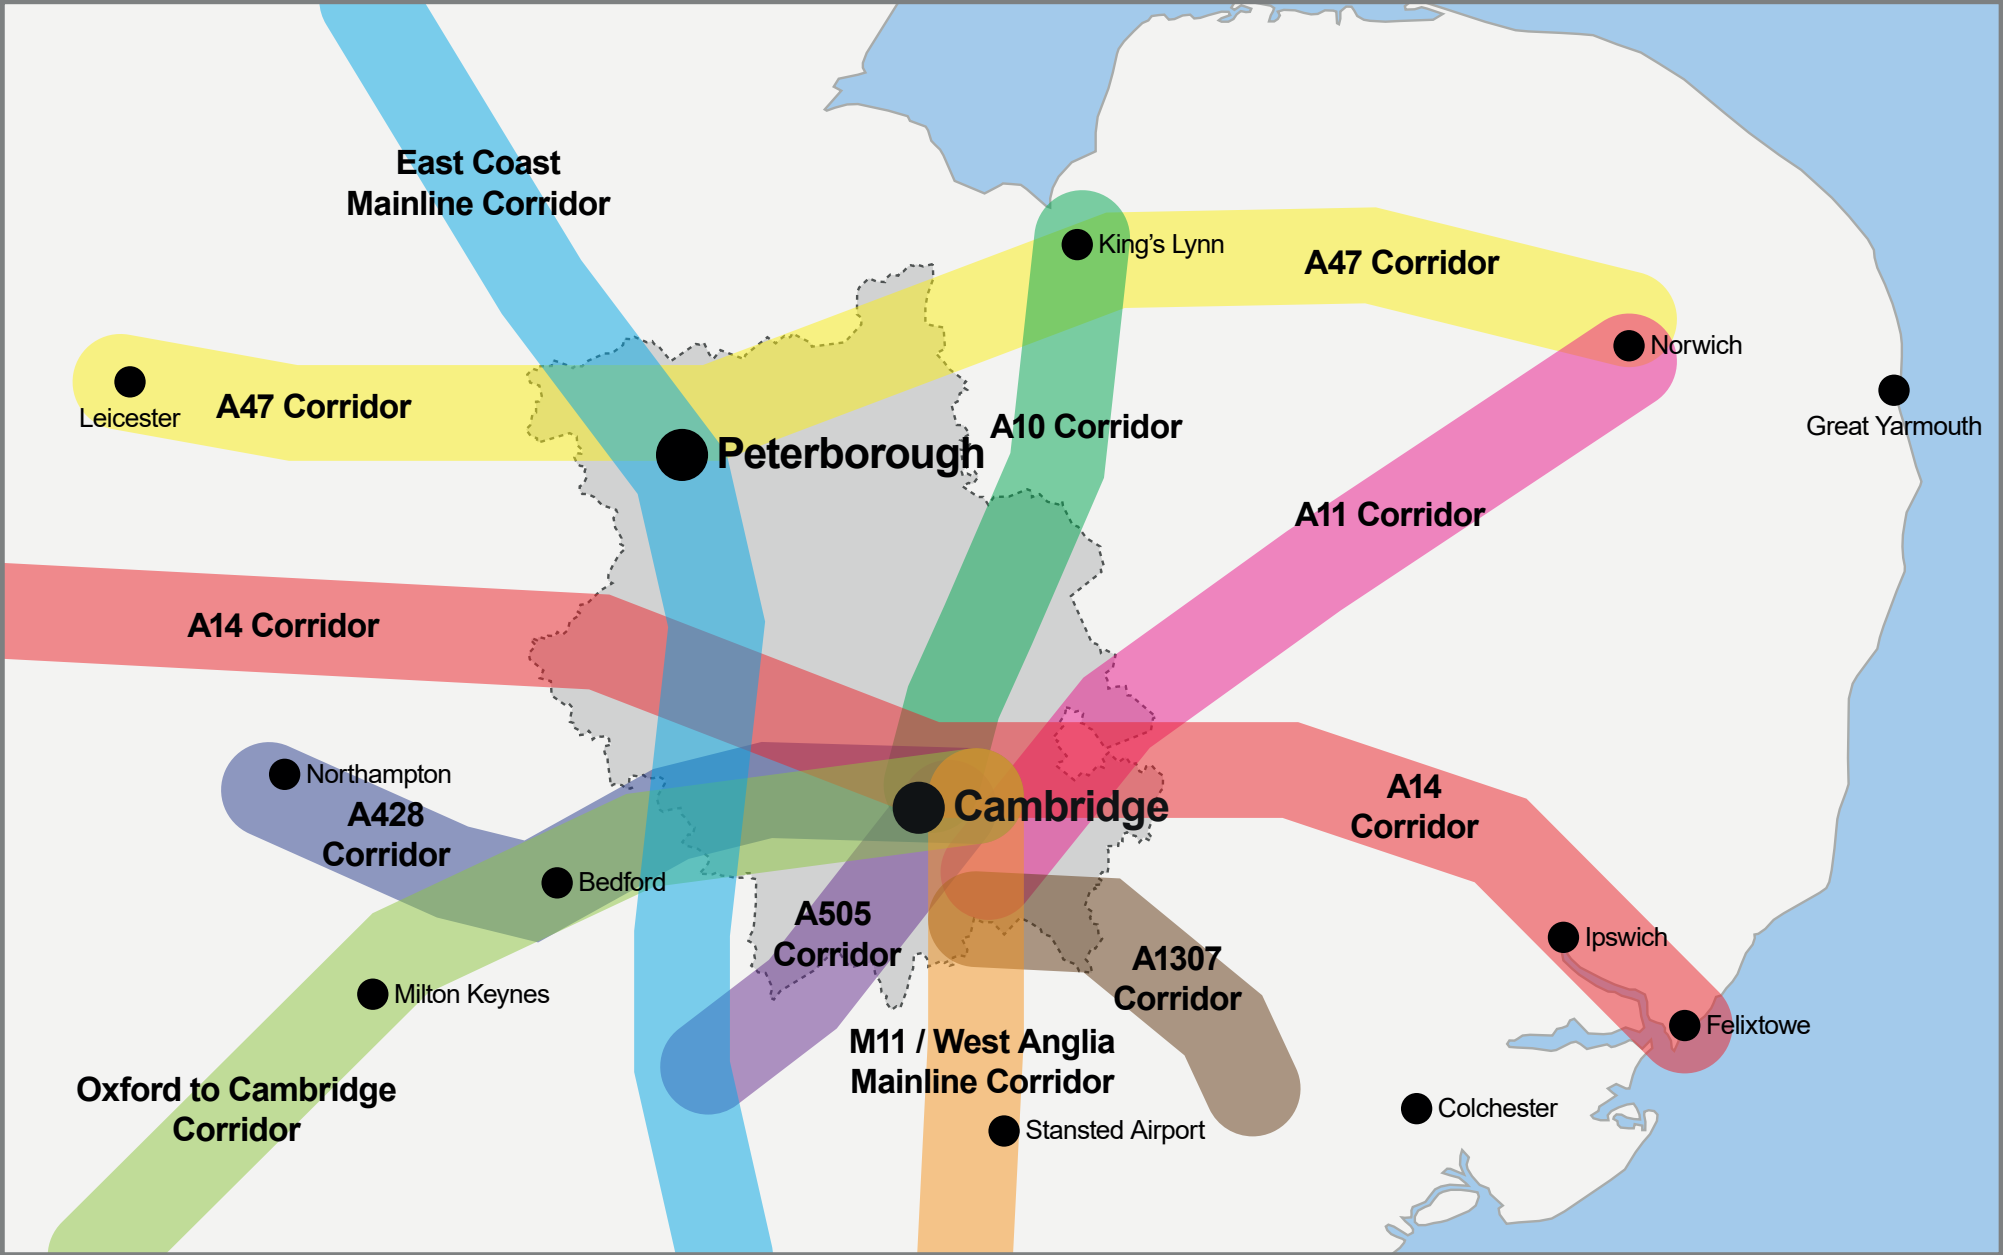 East Coast
Mainline Corridor
King's Lynn
A47 Corridor
Norwich
Leicester
A47 Corridor
Great Yarmouth
A10 Corridor
Peterborough
A11 Corridor
A14 Corridor
Northampton
A428
Corridor
Cambridge
A14
Corridor
Bedford
A505
Corridor
Ipswich
A1307
Corridor
Milton Keynes
Felixtowe
M11 / West Anglia
Mainline Corridor
Oxford to Cambridge
Corridor
Colchester
Stansted Airport